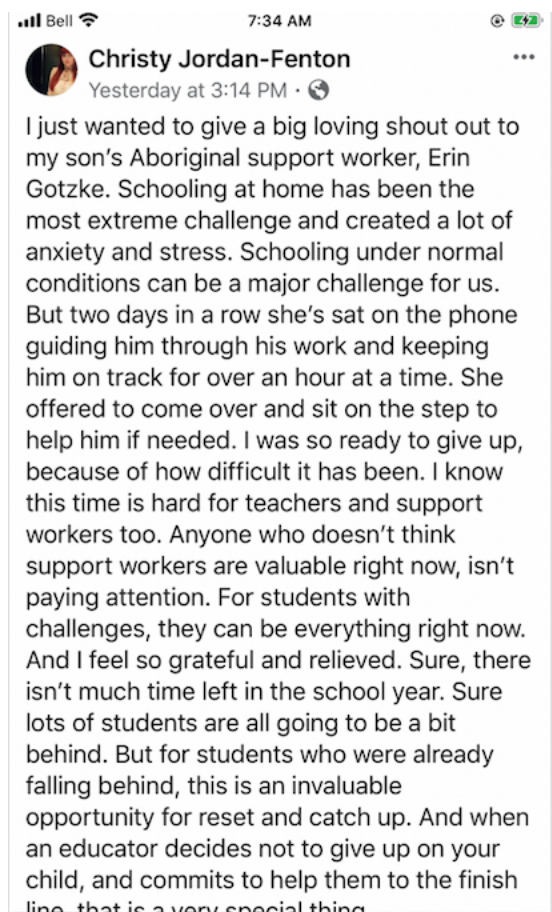 Bell 7:34 AM
Christy Jordan-Fenton
Yesterday at 3:14 PM ·
I just wanted to give a big loving shout out to
my son's Aboriginal support worker, Erin
Gotzke. Schooling at home has been the
most extreme challenge and created a lot of
anxiety and stress. Schooling under normal
conditions can be a major challenge for us.
But two days in a row she's sat on the phone
guiding him through his work and keeping
him on track for over an hour at a time. She
offered to come over and sit on the step to
help him if needed. I was so ready to give up,
because of how difficult it has been. I know
this time is hard for teachers and support
workers too. Anyone who doesn't think
support workers are valuable right now, isn't
paying attention. For students with
challenges, they can be everything right now.
And I feel so grateful and relieved. Sure, there
isn't much time left in the school year. Sure
lots of students are all going to be a bit
behind. But for students who were already
falling behind, this is an invaluable
opportunity for reset and catch up. And when
an educator decides not to give up on your
child, and commits to help them to the finish
line, that is a very special thing